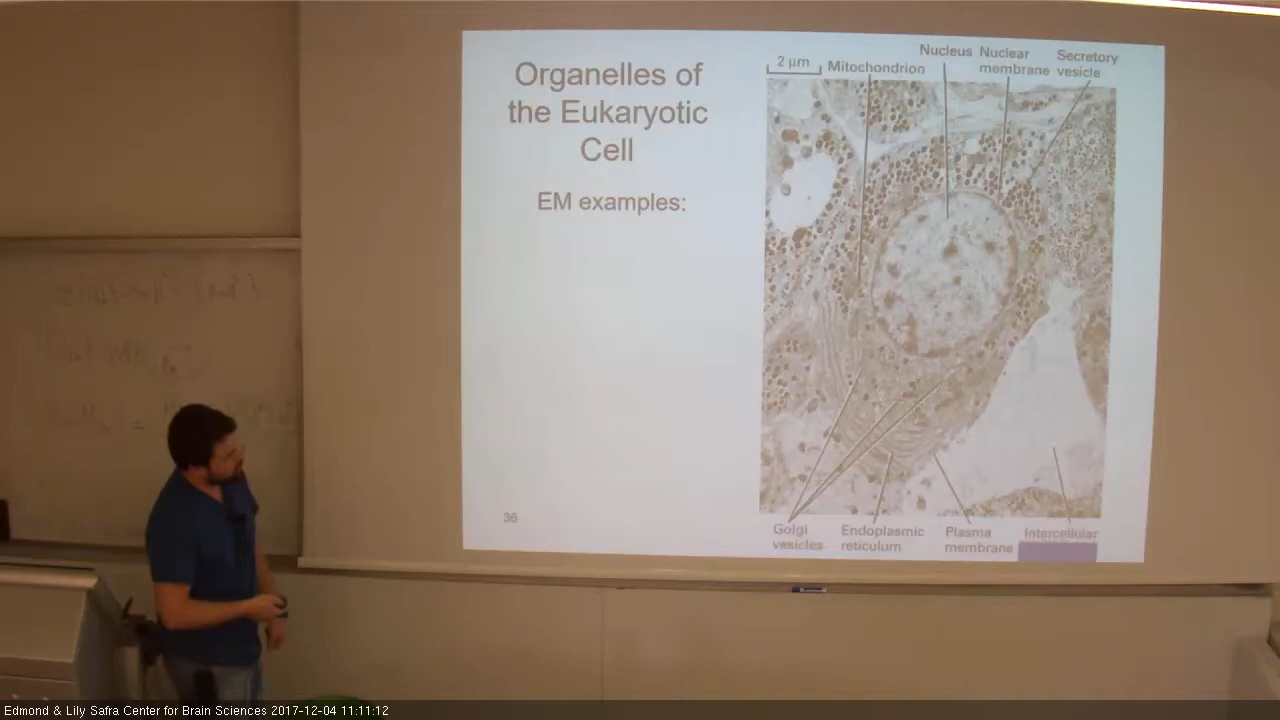 Organelles of
the Eukaryotic
Cell
EM examples:
36
2 μm
Mitochondrion
Nucleus
Nuclear
membrane
Secretory
vesicle
Golgi
vesicles
Endoplasmic
reticulum
Plasma
membrane
Intercellular
Edmond & Lily Safra Center for Brain Sciences 2017-12-04 11:11:12